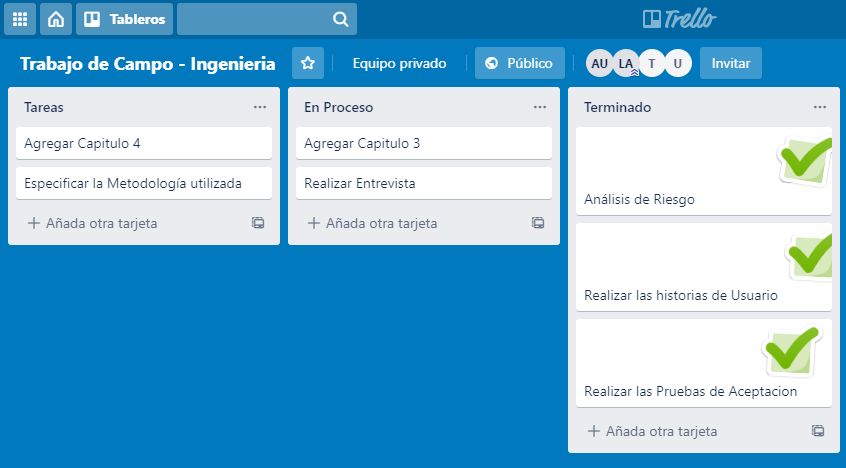 Tableros
Trello
Trabajo de Campo - Ingenieria
Equipo privado
Público
AU
LA
T
U
Invitar
Tareas
Agregar Capitulo 4
Especificar la Metodología utilizada
+ Añada otra tarjeta
En Proceso
Agregar Capitulo 3
Realizar Entrevista
+ Añada otra tarjeta
Terminado
Análisis de Riesgo
Realizar las historias de Usuario
Realizar las Pruebas de Aceptacion
+ Añada otra tarjeta